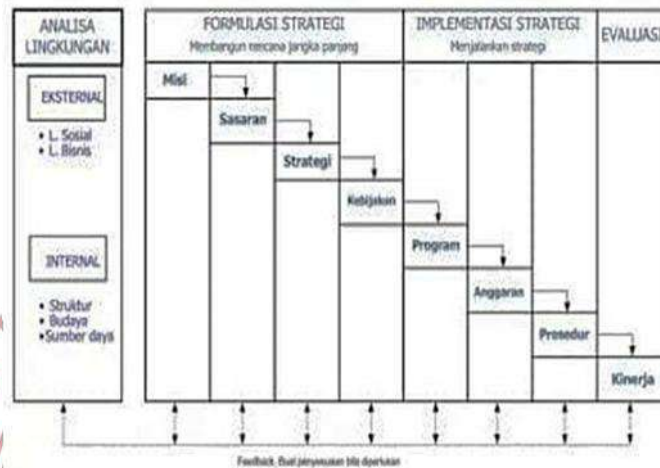 ANALISA
LINGKUNGAN
FORMULASI STRATEGI
Membangun rencana jangka panjang
IMPLEMENTASI STRATEGI
Menjalankan strategi
EVALUASI
EKSTERNAL
• L. Sosial
• L. Bisnis
INTERNAL
• Struktur
• Budaya
•Sumber daya
Misi
Sasaran
Strategi
Kebijakan
Program
Anggaran
Prosedur
Kinerja
Feedback, Buat penyesuaian bila diperlukan